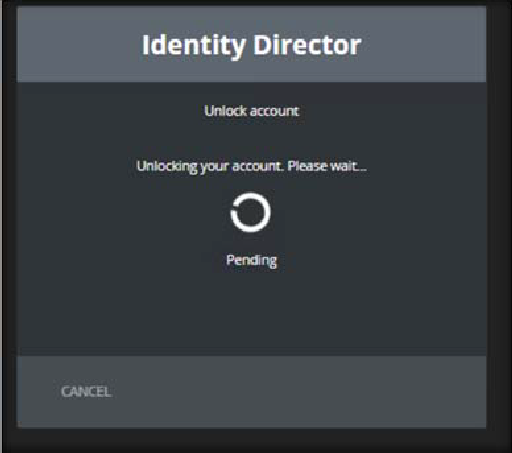 Identity Director
Unlock account
Unlocking your account. Please wait...
Pending
CANCEL